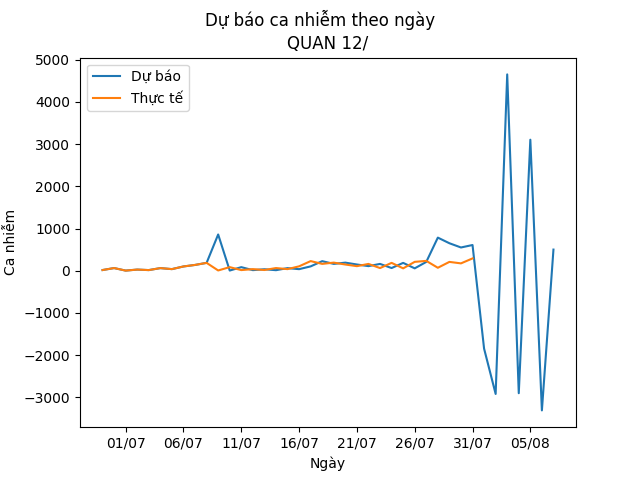 Dự báo ca nhiễm theo ngày
QUAN 12/
Dự báo
Thực tế
5000
4000
3000
2000
1000
0
−1000
−2000
−3000
Ca nhiễm
01/07
06/07
11/07
16/07
21/07
26/07
31/07
05/08
Ngày